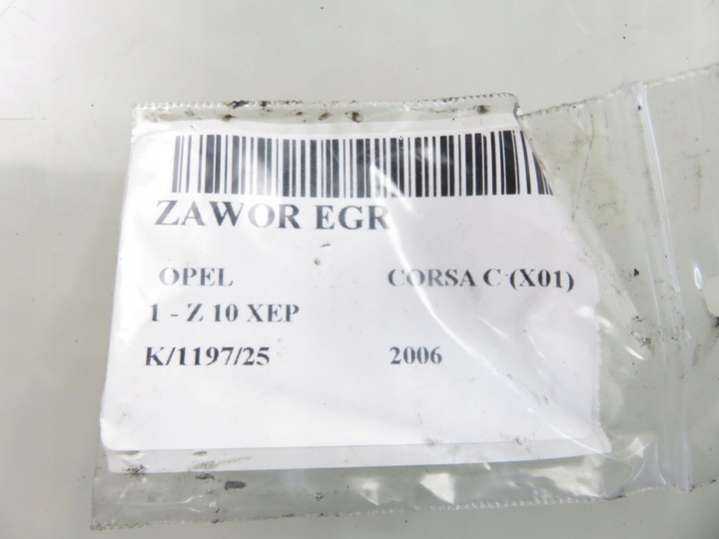 ZAWOR EGR
OPEL CORSA C (X01)
1 - Z 10 XEP
K/1197/25 2006